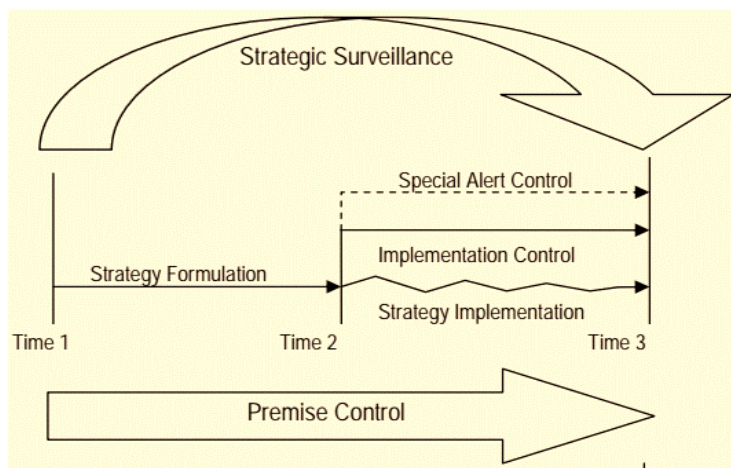 Strategic Surveillance
Special Alert Control
Implementation Control
Strategy Formulation
Strategy Implementation
Time 1
Time 2
Time 3
Premise Control